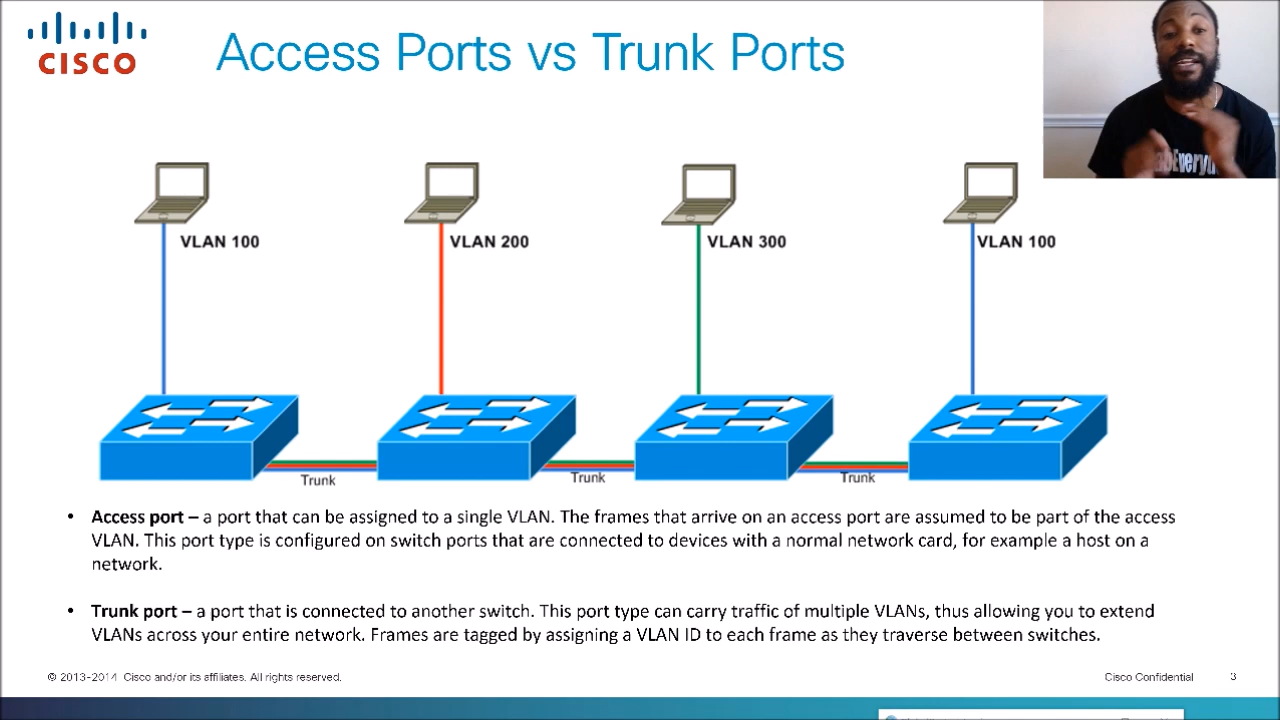 CISCO
Access Ports vs Trunk Ports
VLAN 100
VLAN 200
VLAN 300
VLAN 100
Trunk
Trunk
Trunk
• Access port – a port that can be assigned to a single VLAN. The frames that arrive on an access port are assumed to be part of the access
VLAN. This port type is configured on switch ports that are connected to devices with a normal network card, for example a host on a
network.
• Trunk port – a port that is connected to another switch. This port type can carry traffic of multiple VLANs, thus allowing you to extend
VLANs across your entire network. Frames are tagged by assigning a VLAN ID to each frame as they traverse between switches.
© 2013-2014 Cisco and/or its affiliates. All rights reserved.
Cisco Confidential
3